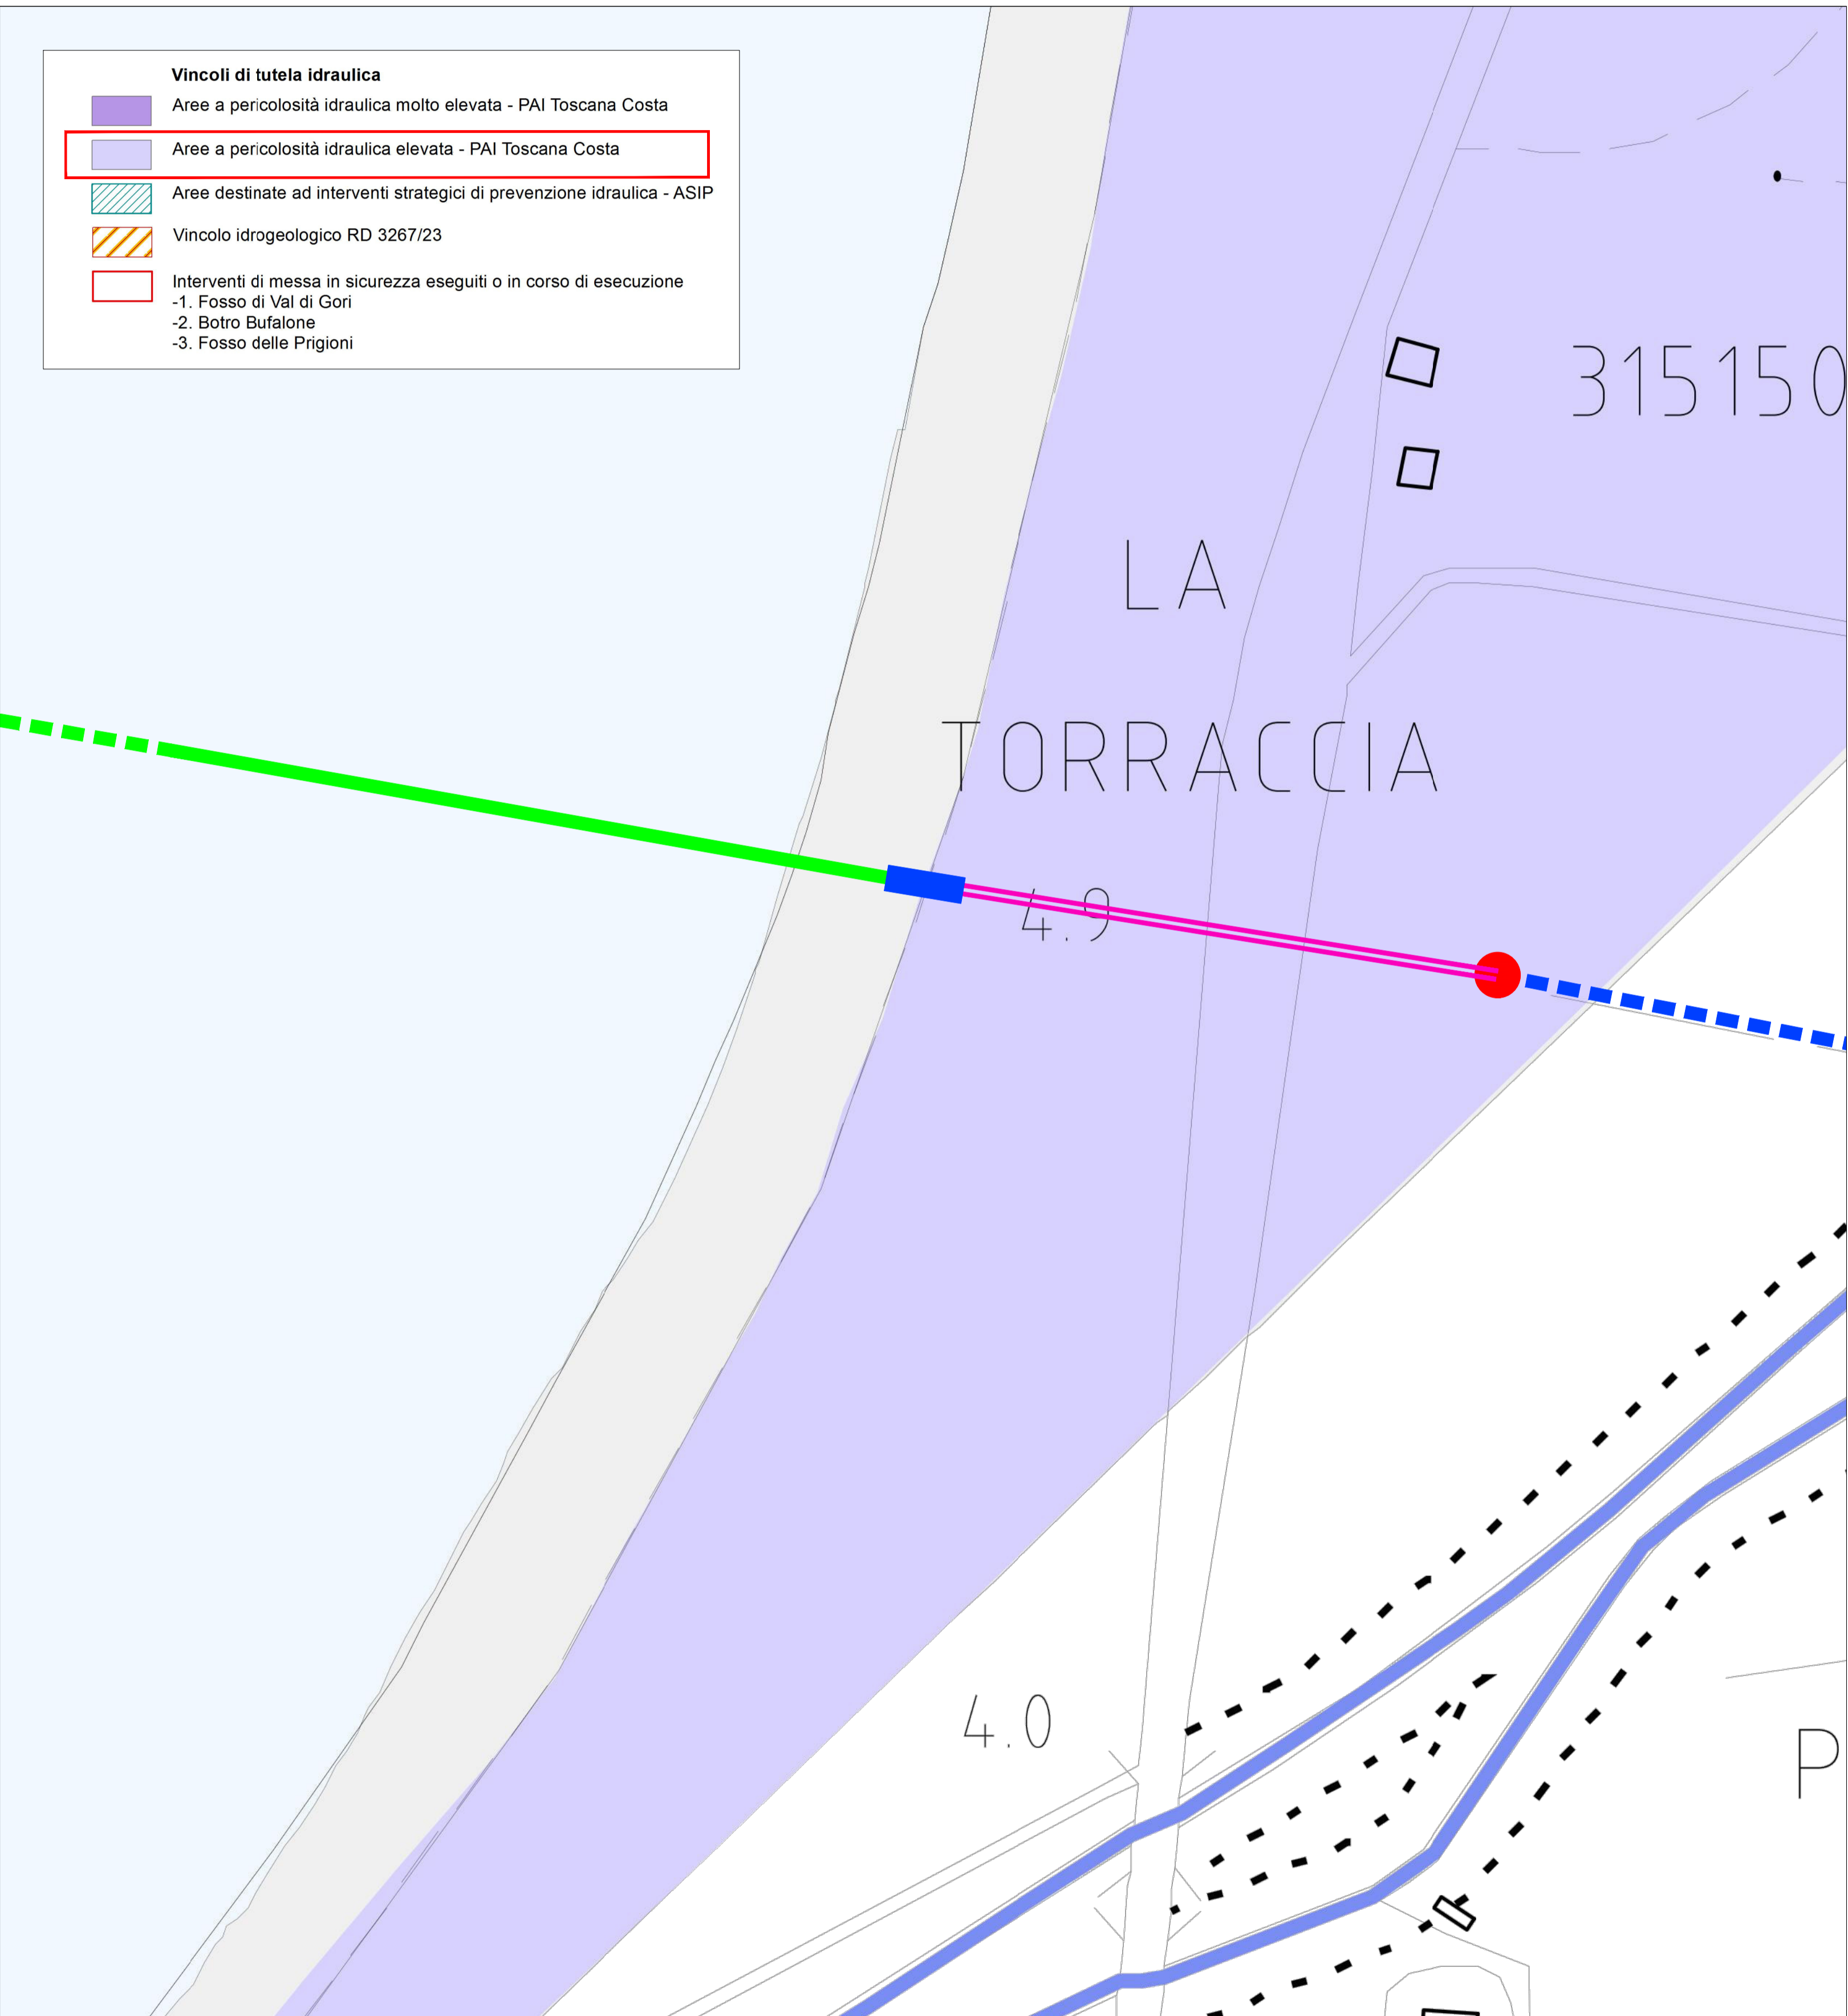 Vincoli di tutela idraulica
Aree a pericolosità idraulica molto elevata - PAI Toscana Costa
Aree a pericolosità idraulica elevata - PAI Toscana Costa
Aree destinate ad interventi strategici di prevenzione idraulica - ASIP
Vincolo idrogeologico RD 3267/23
Interventi di messa in sicurezza eseguiti o in corso di esecuzione
-1. Fosso di Val di Gori
-2. Botro Bufalone
-3. Fosso delle Prigioni
315150
LA
TORRACCIA
4.9
4.0
P